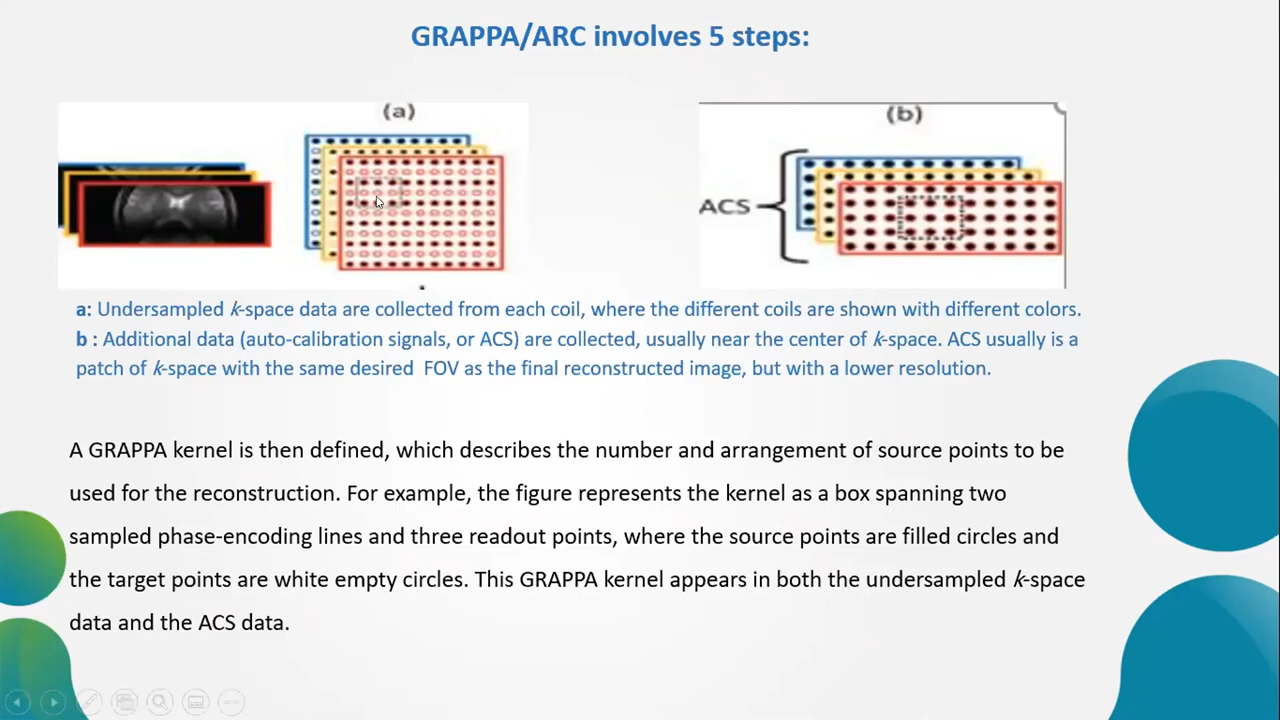 GRAPPA/ARC involves 5 steps:
(a)
(b)
ACS
a: Undersampled k-space data are collected from each coil, where the different coils are shown with different colors.
b : Additional data (auto-calibration signals, or ACS) are collected, usually near the center of k-space. ACS usually is a
patch of k-space with the same desired FOV as the final reconstructed image, but with a lower resolution.
A GRAPPA kernel is then defined, which describes the number and arrangement of source points to be
used for the reconstruction. For example, the figure represents the kernel as a box spanning two
sampled phase-encoding lines and three readout points, where the source points are filled circles and
the target points are white empty circles. This GRAPPA kernel appears in both the undersampled k-space
data and the ACS data.